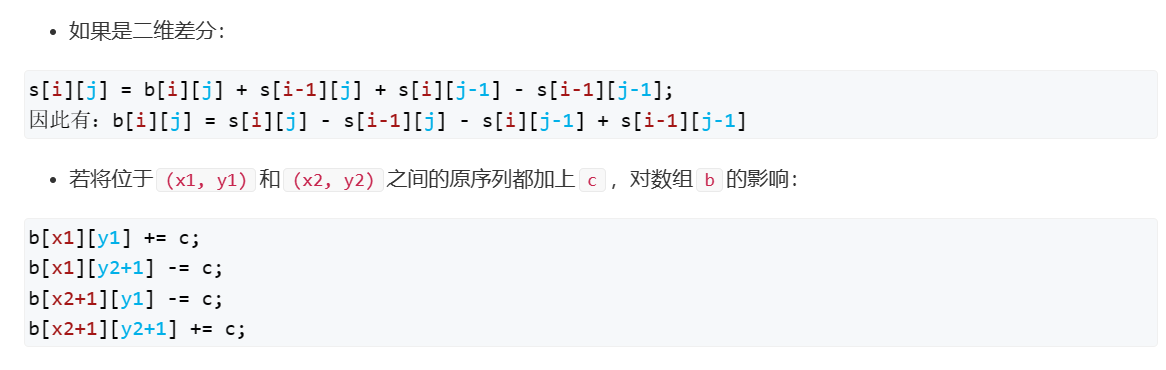 如果是二维差分：
s[i][j] = b[i][j] + s[i-1][j] + s[i][j-1] - s[i-1][j-1];
因此有：b[i][j] = s[i][j] - s[i-1][j] - s[i][j-1] + s[i-1][j-1]
若将位于 (x1, y1) 和 (x2, y2) 之间的原序列都加上 c ，对数组 b 的影响：
b[x1][y1] += c;
b[x1][y2+1] -= c;
b[x2+1][y1] -= c;
b[x2+1][y2+1] += c;